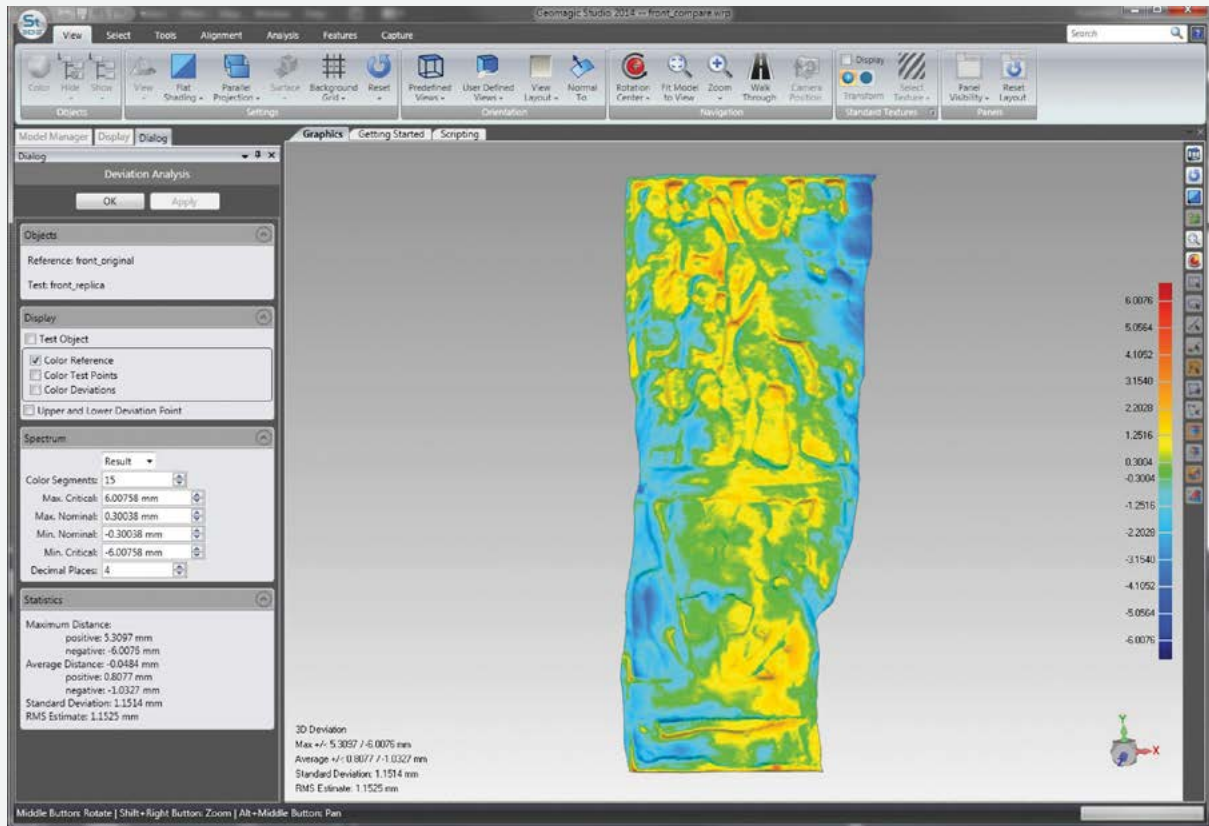 Geomagic Studio 2014 -- front_compare.wrp
St
View Select Tools Alignment Analysis Features Capture
Search
Color Hide Show
Objects
View Flat Shading Parallel Projection Surface Background Grid Reset
Settings
Predefined Views User Defined Views View Layout Normal To
Orientation
Rotation Center Fit Model to View Zoom Walk Through Camera Position
Navigation
Display
Transform Select Texture
Standard Textures
Panel Visibility Reset Layout
Panels
Model Manager Display Dialog
Graphics Getting Started Scripting
Dialog
Deviation Analysis
OK Apply
Objects
Reference: front_original
Test: front_replica
Display
Test Object
Color Reference
Color Test Points
Color Deviations
Upper and Lower Deviation Point
Spectrum
Result
Color Segments: 15
Max. Critical: 6.00758 mm
Max. Nominal: 0.30038 mm
Min. Nominal: -0.30038 mm
Min. Critical: -6.00758 mm
Decimal Places: 4
Statistics
Maximum Distance:
positive: 5.3097 mm
negative: -6.0076 mm
Average Distance: -0.0484 mm
positive: 0.8077 mm
negative: -1.0327 mm
Standard Deviation: 1.1514 mm
RMS Estimate: 1.1525 mm
6.0076
5.0564
4.1052
3.1540
2.2028
1.2516
0.3004
-0.3004
-1.2516
-2.2028
-3.1540
-4.1052
-5.0564
-6.0076
3D Deviation
Max +/-: 5.3097 / -6.0076 mm
Average +/-: 0.8077 / -1.0327 mm
Standard Deviation: 1.1514 mm
RMS Estimate: 1.1525 mm
Y
X
Z
Middle Button: Rotate | Shift+Right Button: Zoom | Alt+Middle Button: Pan